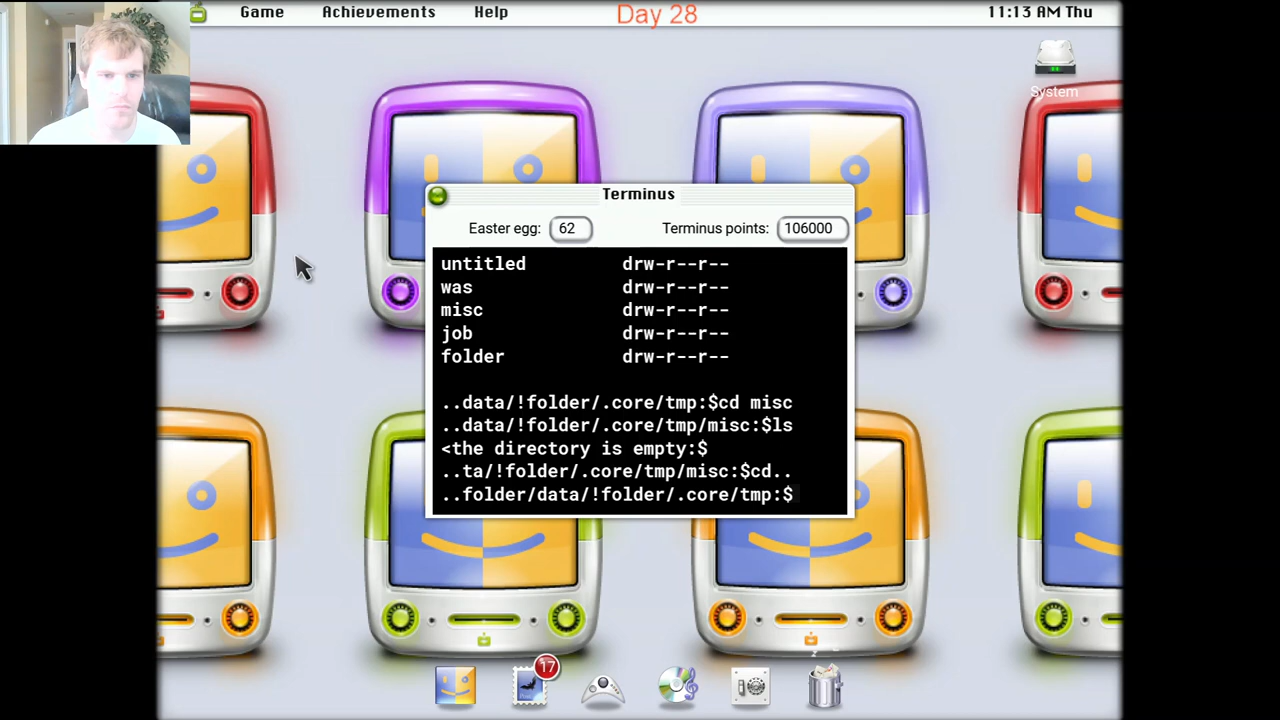 Game Achievements Help Day 28 11:13 AM Thu
System
Terminus
Easter egg: 62 Terminus points: 106000
untitled drw-r--r--
was drw-r--r--
misc drw-r--r--
job drw-r--r--
folder drw-r--r--
..data/!folder/.core/tmp:$cd misc
..data/!folder/.core/tmp/misc:$ls
<the directory is empty:$
..ta/!folder/.core/tmp/misc:$cd..
..folder/data/!folder/.core/tmp:$
17